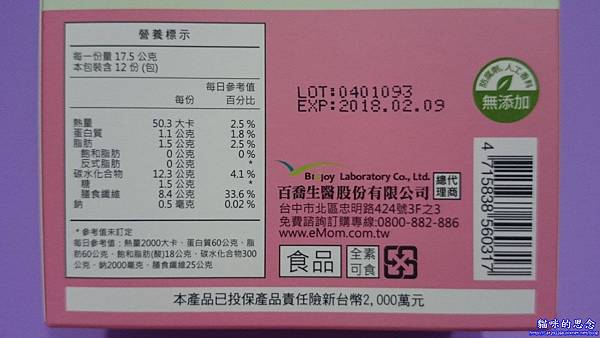 營養標示
每一份量 17.5 公克
本包裝含 12 份 (包)
每份 每日參考值百分比
熱量 50.3 大卡 2.5 %
蛋白質 1.1 公克 1.8 %
脂肪 1.5 公克 2.5 %
飽和脂肪 0 公克 0 %
反式脂肪 0 公克 *
碳水化合物 12.3 公克 4.1 %
糖 1.5 公克 *
膳食纖維 8.4 公克 33.6 %
鈉 0.5 毫克 0.02 %
* 參考值未訂定
每日參考值：熱量2000大卡、蛋白質60公克、脂
肪60公克、飽和脂肪(酸)18公克、碳水化合物300
公克、鈉2000毫克、膳食纖維25公克
LOT:0401093
EXP:2018.02.09
防腐劑、人工香料
無添加
Biojoy Laboratory Co., Ltd.
百喬生醫股份有限公司 總代理商
台中市北區忠明路424號3F之3
免費諮詢訂購專線:0800-882-886
www.eMom.com.tw
食品
全素
可食
4 715838 560317
本產品已投保產品責任險新台幣2,000萬元
貓咪的思念